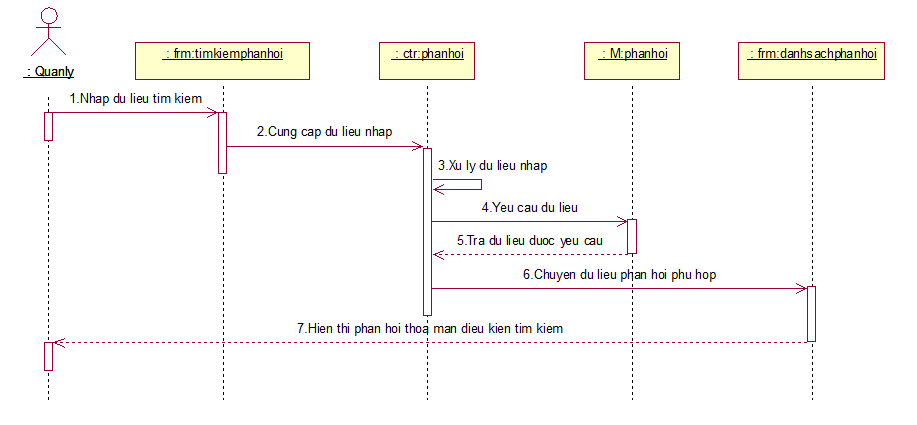 : Quanly
: frm:timkiemphanhoi
: ctr:phanhoi
: M:phanhoi
: frm:danhsachphanhoi
1.Nhap du lieu tim kiem
2.Cung cap du lieu nhap
3.Xu ly du lieu nhap
4.Yeu cau du lieu
5.Tra du lieu duoc yeu cau
6.Chuyen du lieu phan hoi phu hop
7.Hien thi phan hoi thoa man dieu kien tim kiem